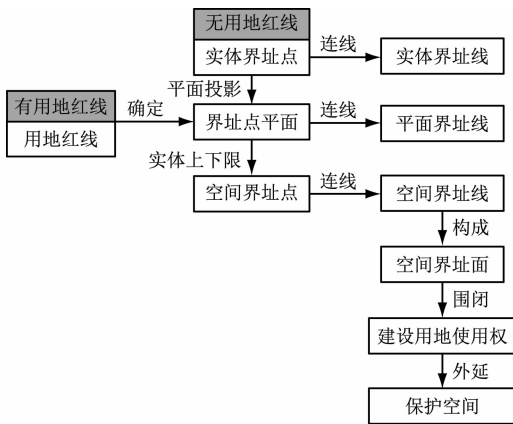 无用地红线
实体界址点
连线
实体界址线
平面投影
有用地红线
确定
界址点平面
连线
平面界址线
用地红线
实体上下限
空间界址点
连线
空间界址线
构成
空间界址面
围闭
建设用地使用权
外延
保护空间